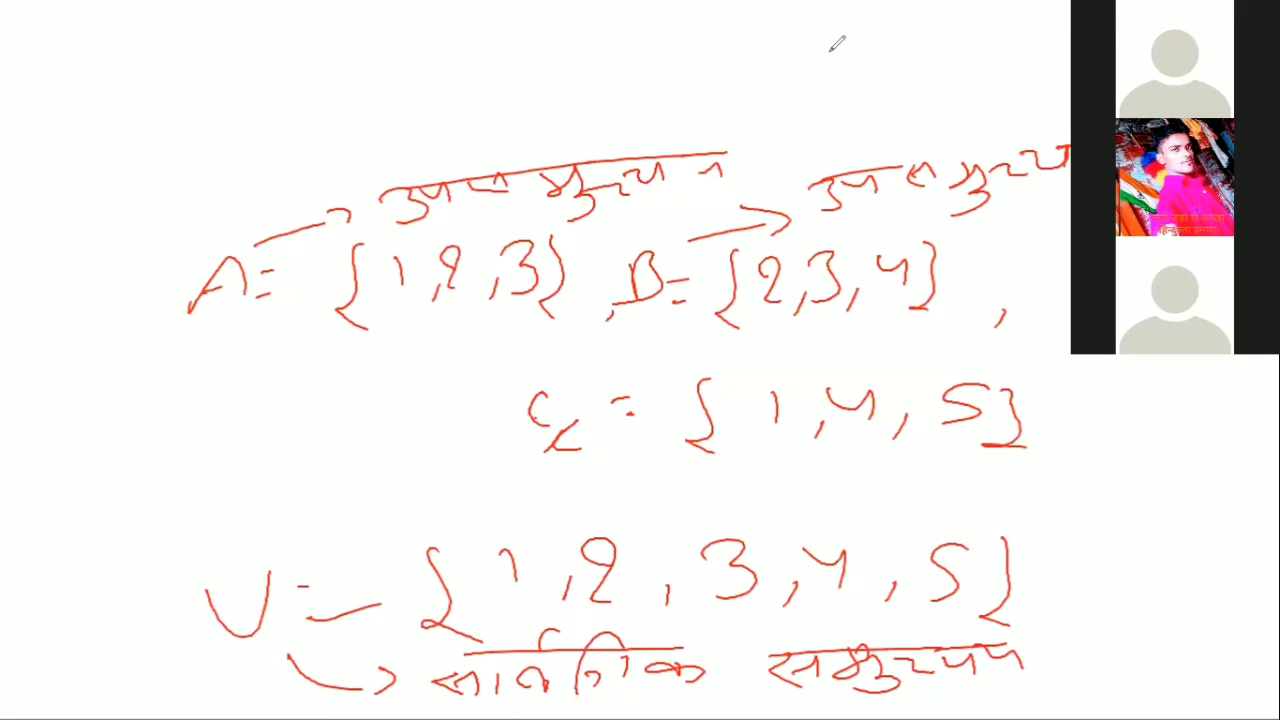 उपसमुच्चय उपसमुच्चय
A = {1, 2, 3}, B = {2, 3, 4},
C = {1, 4, 5}
U = {1, 2, 3, 4, 5}
समुच्चय